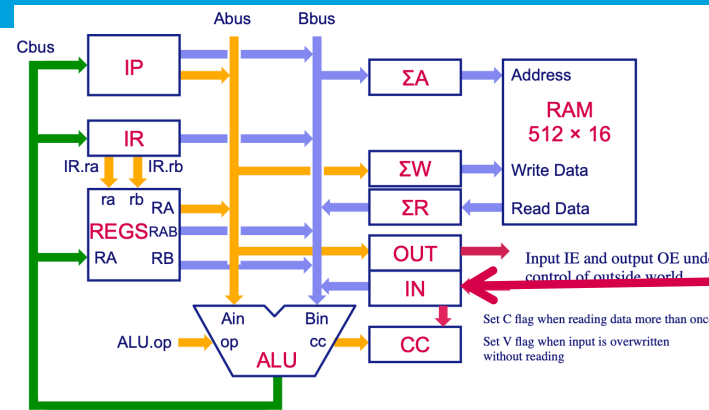 Abus Bbus
Cbus
IP
ΣA
Address
RAM
512 × 16
IR
IR.ra IR.rb
ΣW
Write Data
ra rb
RA
ΣR
Read Data
REGS
RAB
RA
RB
OUT
Input IE and output OE
control of outside world
IN
Ain Bin
Set C flag when reading data more than
ALU.op
op cc
CC
Set V flag when input is overwritten
without reading
ALU